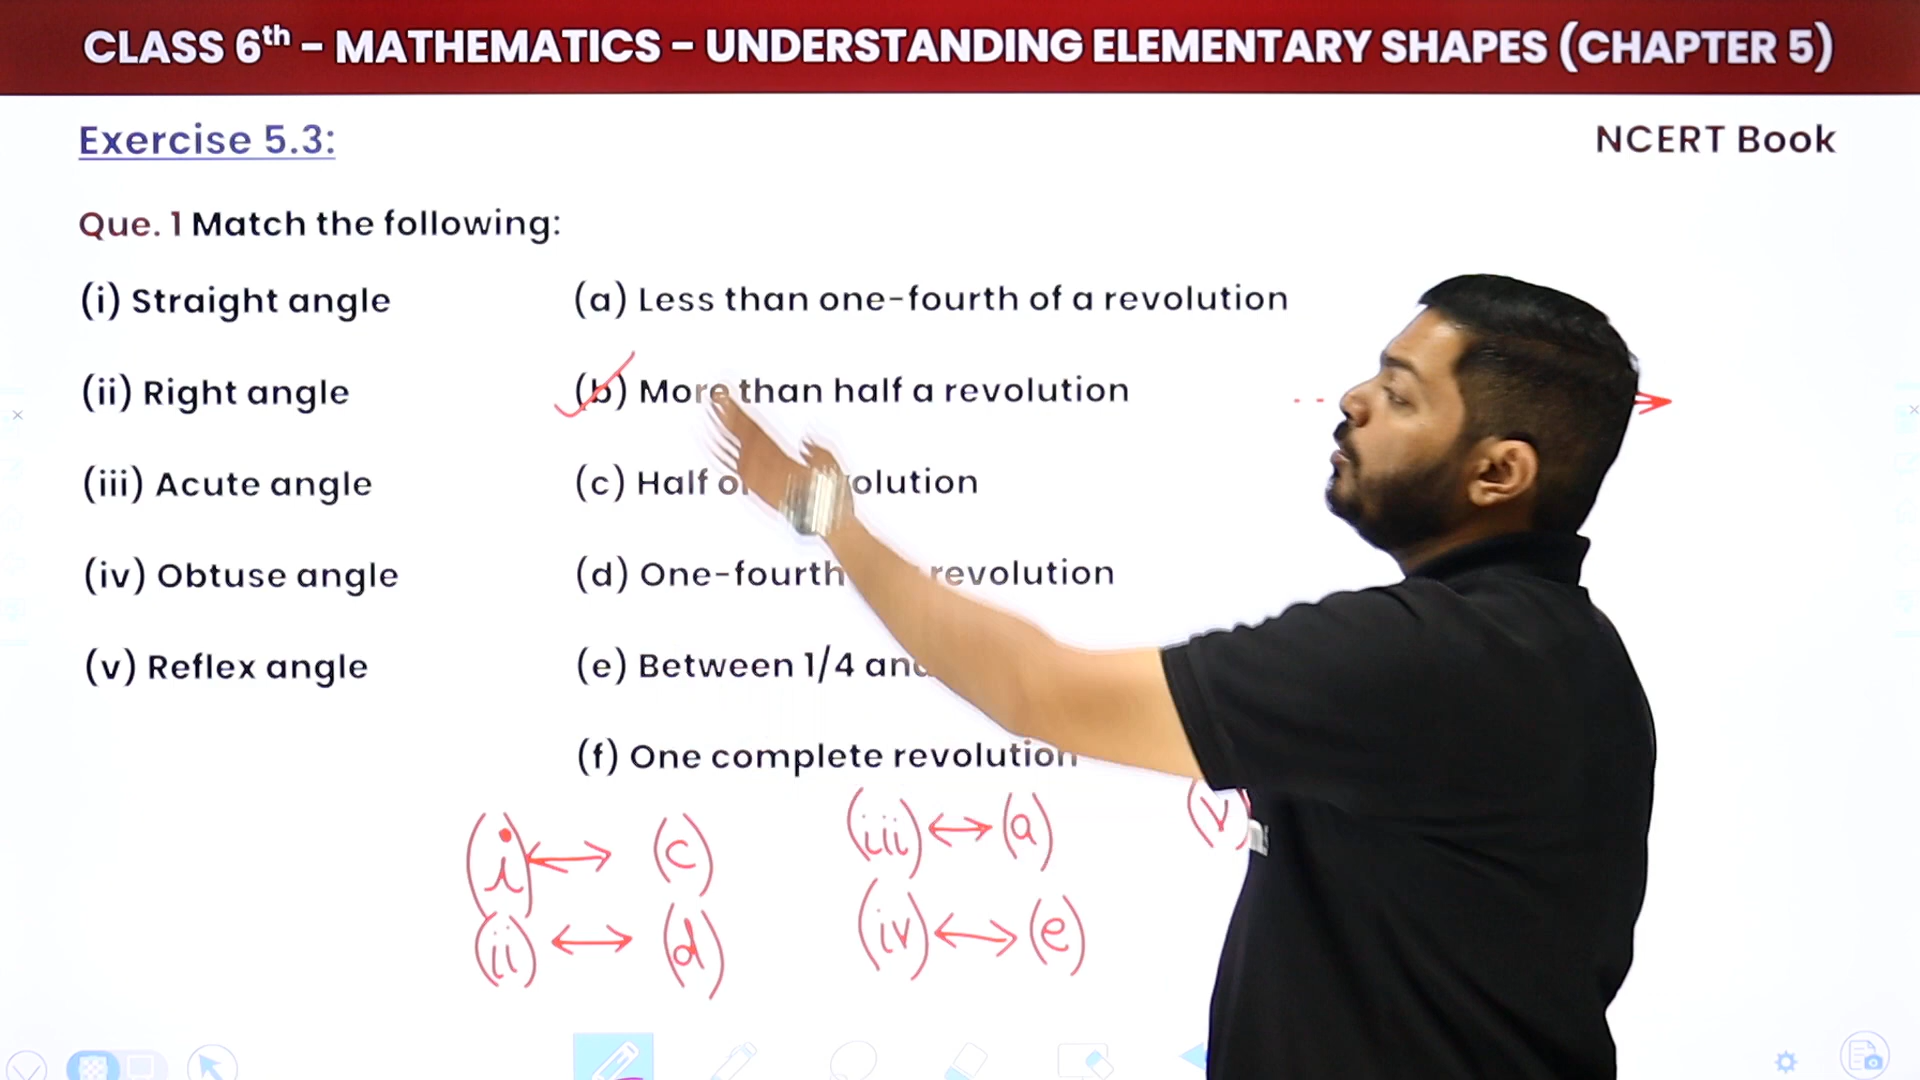 CLASS 6th - MATHEMATICS - UNDERSTANDING ELEMENTARY SHAPES (CHAPTER 5)
Exercise 5.3:
NCERT Book
Que. 1 Match the following:
(i) Straight angle
(a) Less than one-fourth of a revolution
(ii) Right angle
(b) More than half a revolution
(iii) Acute angle
(c) Half
(iv) Obtuse angle
(d) One-fourth revolution
(v) Reflex angle
(e) Between 1/4 and
(f) One complete revolution
(i) ↔ (c)
(iii) ↔ (a)
(v)
(ii) ↔ (d)
(iv) ↔ (e)